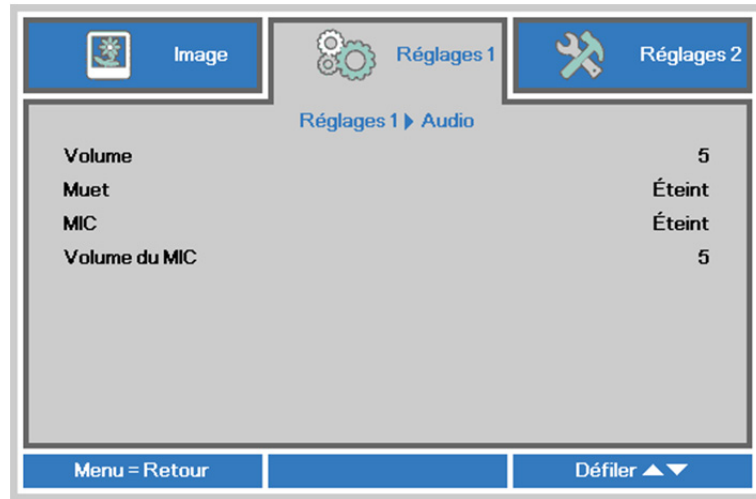 Image
Réglages 1
Réglages 2
Réglages 1 ▶ Audio
Volume 5
Muet Éteint
MIC Éteint
Volume du MIC 5
Menu = Retour
Défiler ▲▼